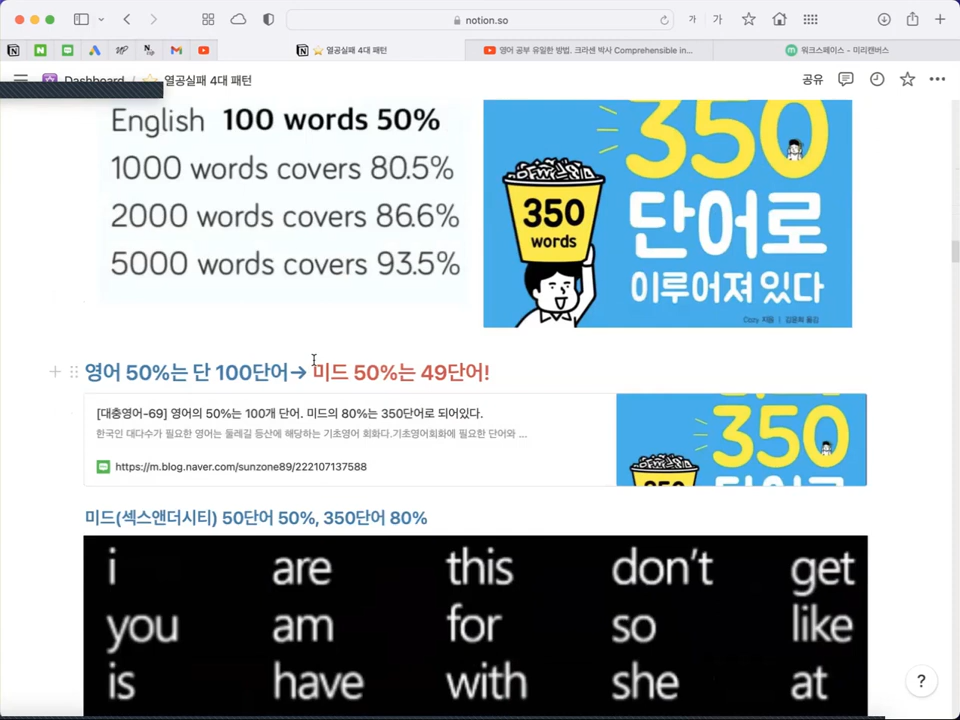 notion.so
열공실패 4대 패턴
영어 공부 유일한 방법. 크라센 박사 Comprehensible in...
워크스페이스 - 미리캔버스
Dashboard / 열공실패 4대 패턴
공유
English 100 words 50%
1000 words covers 80.5%
2000 words covers 86.6%
5000 words covers 93.5%
350
350
words
단어로
이루어져 있다
Cozy 지음 | 김윤희 옮김
영어 50%는 단 100단어→ 미드 50%는 49단어!
[대충영어-69] 영어의 50%는 100개 단어. 미드의 80%는 350단어로 되어있다.
한국인 대다수가 필요한 영어는 둘레길 등산에 해당하는 기초영어 회화다.기초영어회화에 필요한 단어와 ...
https://m.blog.naver.com/sunzone89/222107137588
350
350
미드(섹스앤더시티) 50단어 50%, 350단어 80%
i are this don't get
you am for so like
is have with she at
?